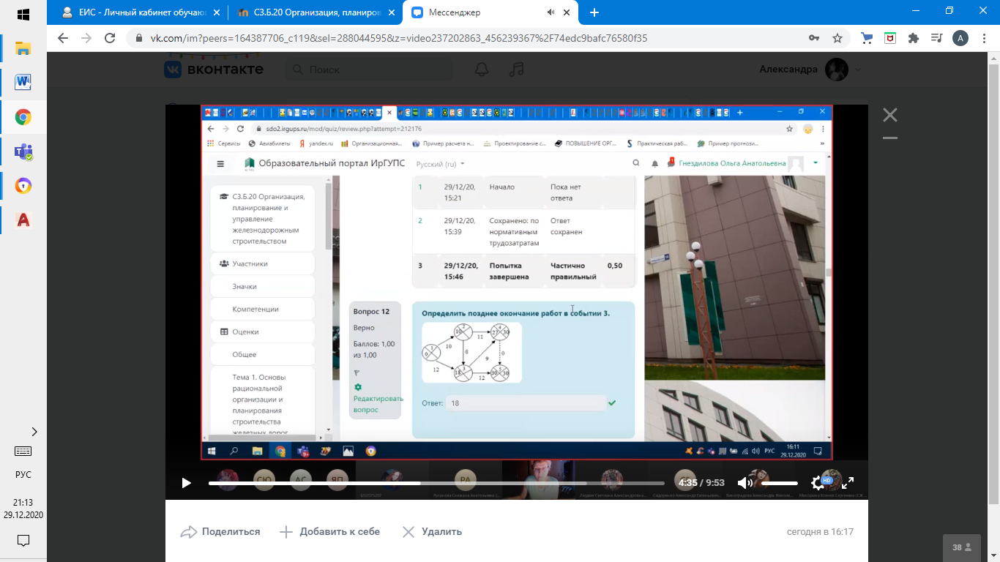 ЕИС - Личный кабинет обучаю
СЗ.Б.20 Организация, планиров
Мессенджер
vk.com/im?peers=164387706_c119&sel=288044595&z=video237202863_456239367%2F74edc9bafc76580f35
A
вконтакте
Поиск
Александра
sdo2.irgups.ru/mod/quiz/review.php?attempt=212176
Сервисы
Авиабилеты
yandex.ru
Организационная...
Пример расчета н...
Проектирование с...
ПОВЫШЕНИЕ ОРГ...
Практическая раб...
Пример прогнози...
»
Образовательный портал ИрГУПС
Русский (ru)
Гнездилова Ольга Анатольевна
СЗ.Б.20 Организация,
планирование и
управление
железнодорожным
строительством
Участники
Значки
Компетенции
Оценки
Общее
Тема 1. Основы
рациональной
организации и
планирования
строительства
железных дорог
1 29/12/20, 15:21 Начало Пока нет ответа
2 29/12/20, 15:39 Сохранено: по нормативным трудозатратам Ответ сохранен
3 29/12/20, 15:46 Попытка завершена Частично правильный 0,50
Вопрос 12
Верно
Баллов: 1,00
из 1,00
Редактировать
вопрос
Определить позднее окончание работ в событии 3.
1 0
2 10
4 27 30
3 18
5 30 30
10
11
8
9
0
12
12
Ответ: 18
РУС
16:11
29.12.2020
СЮ
АС
ЯП
РА
4:35 / 9:53
HD
Поделиться
Добавить к себе
Удалить
сегодня в 16:17
38
РУС
21:13
29.12.2020